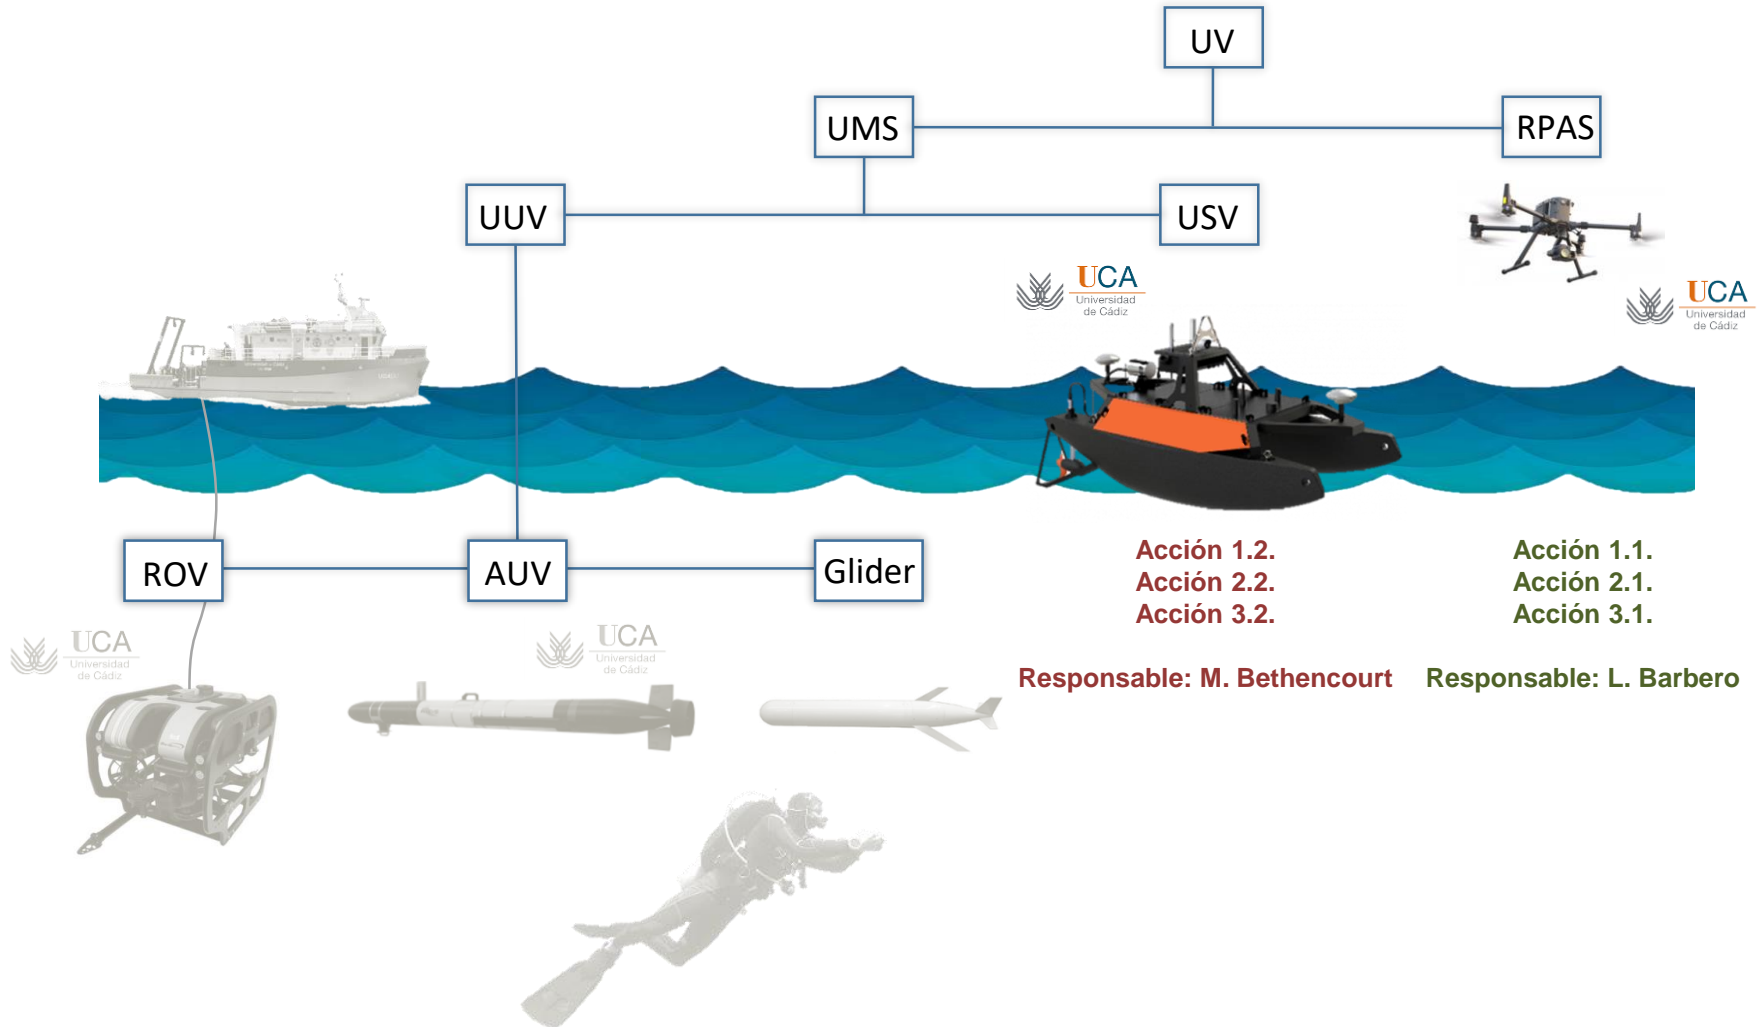 UV
UMS
RPAS
UUV
USV
UCA
Universidad
de Cádiz
UCA
Universidad
de Cádiz
ROV
AUV
Glider
Acción 1.2.
Acción 2.2.
Acción 3.2.
Responsable: M. Bethencourt
Acción 1.1.
Acción 2.1.
Acción 3.1.
Responsable: L. Barbero
UCA
Universidad
de Cádiz
UCA
Universidad
de Cádiz